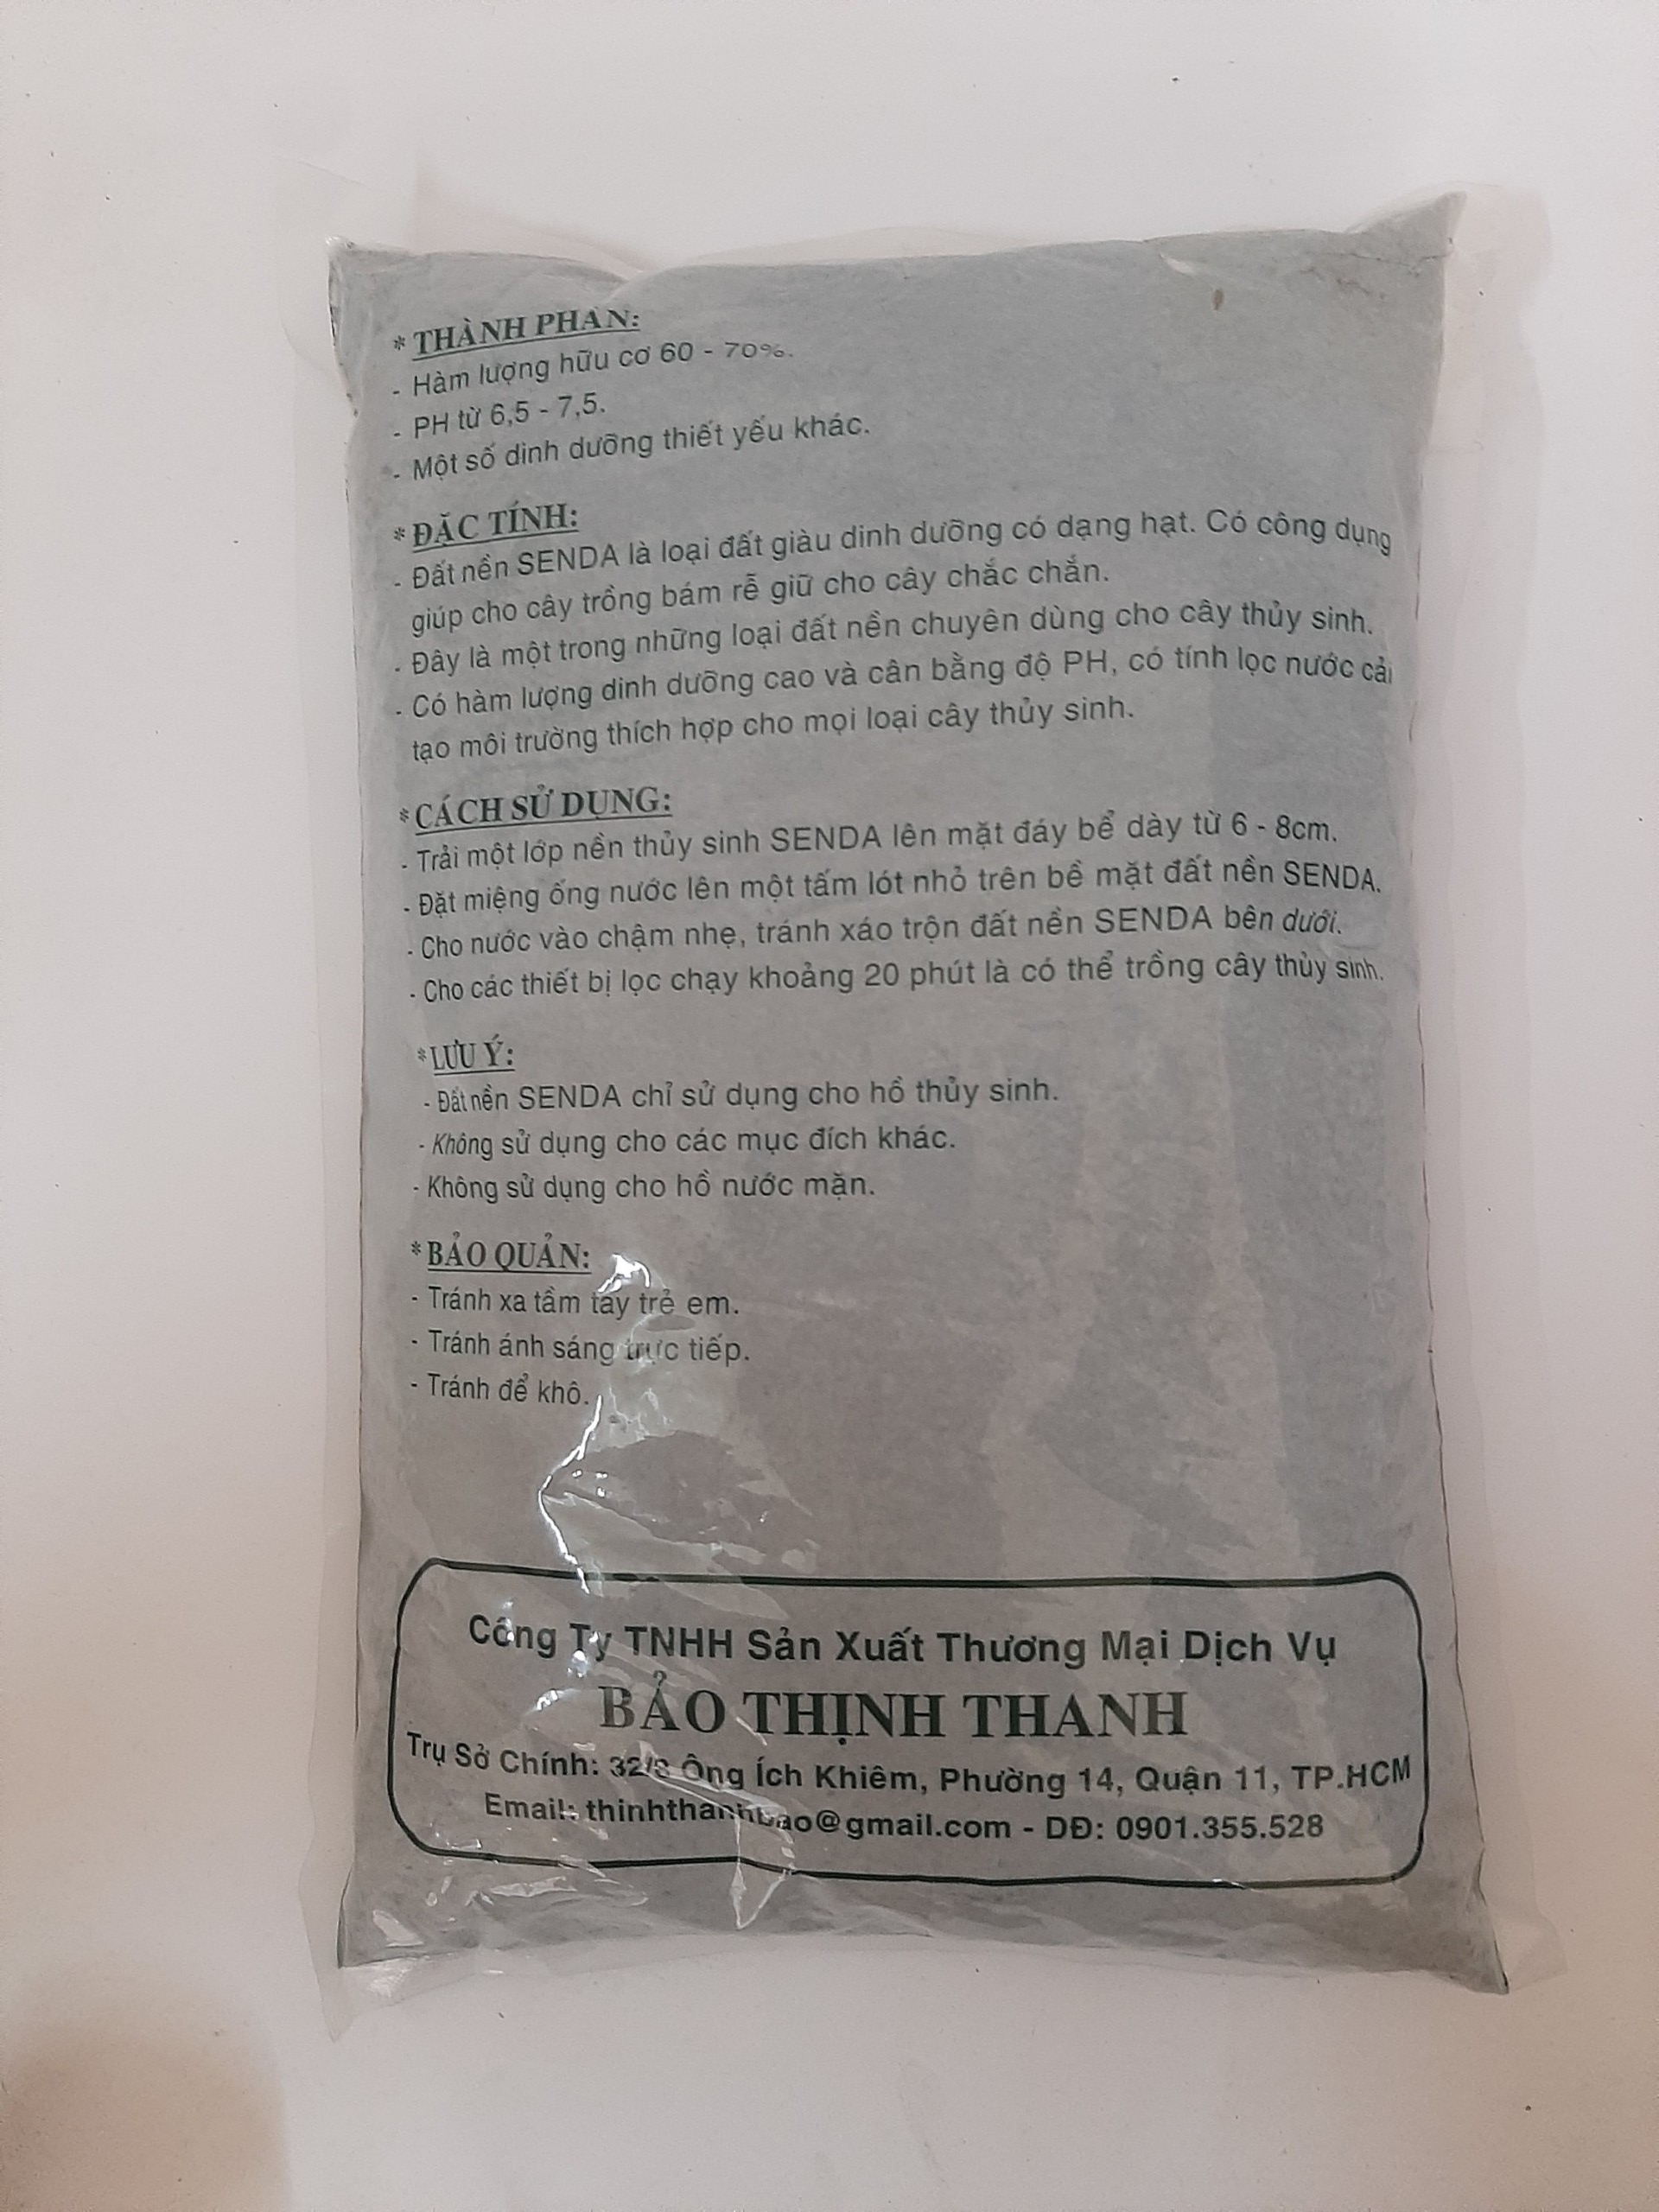 * THÀNH PHẦN:
- Hàm lượng hữu cơ 60 - 70%.
- PH từ 6,5 - 7,5.
- Một số dinh dưỡng thiết yếu khác.
* ĐẶC TÍNH:
- Đất nền SENDA là loại đất giàu dinh dưỡng có dạng hạt. Có công dụng
giúp cho cây trồng bám rễ giữ cho cây chắc chắn.
- Đây là một trong những loại đất nền chuyên dùng cho cây thủy sinh.
- Có hàm lượng dinh dưỡng cao và cân bằng độ PH, có tính lọc nước cải
tạo môi trường thích hợp cho mọi loại cây thủy sinh.
* CÁCH SỬ DỤNG:
- Trải một lớp nền thủy sinh SENDA lên mặt đáy bể dày từ 6 - 8cm.
- Đặt miệng ống nước lên một tấm lót nhỏ trên bề mặt đất nền SENDA.
- Cho nước vào chậm nhẹ, tránh xáo trộn đất nền SENDA bên dưới.
- Cho các thiết bị lọc chạy khoảng 20 phút là có thể trồng cây thủy sinh.
* LƯU Ý:
- Đất nền SENDA chỉ sử dụng cho hồ thủy sinh.
- Không sử dụng cho các mục đích khác.
- Không sử dụng cho hồ nước mặn.
* BẢO QUẢN:
- Tránh xa tầm tay trẻ em.
- Tránh ánh sáng trực tiếp.
- Tránh để khô.
Công Ty TNHH Sản Xuất Thương Mại Dịch Vụ
BẢO THỊNH THANH
Trụ Sở Chính: Ông Ích Khiêm, Phường 14, Quận 11, TP.HCM
Email: thinhthanhbao@gmail.com - DĐ: 0901.355.528